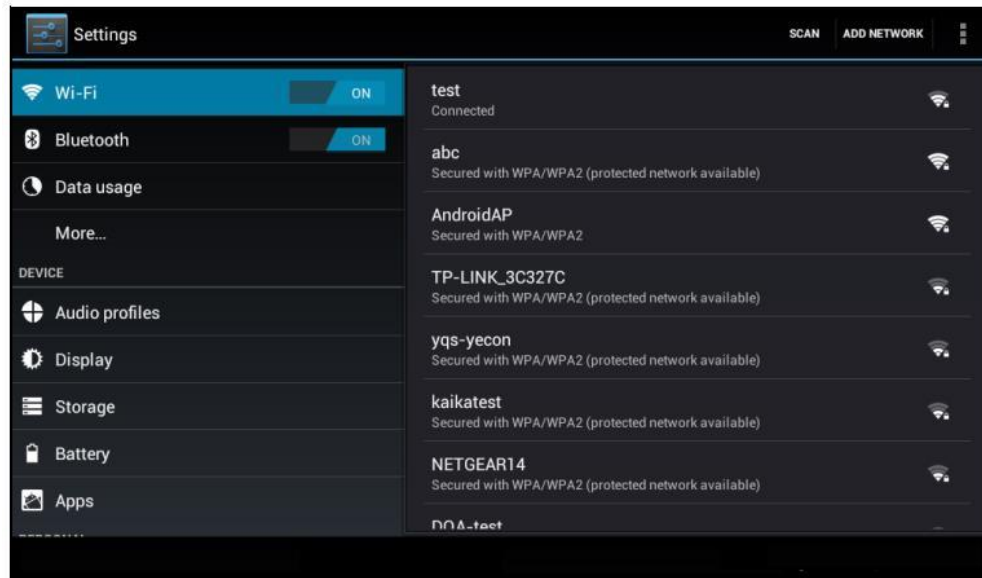 Settings
SCAN
ADD NETWORK
Wi-Fi
ON
Bluetooth
ON
Data usage
More...
DEVICE
Audio profiles
Display
Storage
Battery
Apps
test
Connected
abc
Secured with WPA/WPA2 (protected network available)
AndroidAP
Secured with WPA/WPA2
TP-LINK_3C327C
Secured with WPA/WPA2 (protected network available)
yqs-yecon
Secured with WPA/WPA2 (protected network available)
kaikatest
Secured with WPA/WPA2 (protected network available)
NETGEAR14
Secured with WPA/WPA2 (protected network available)